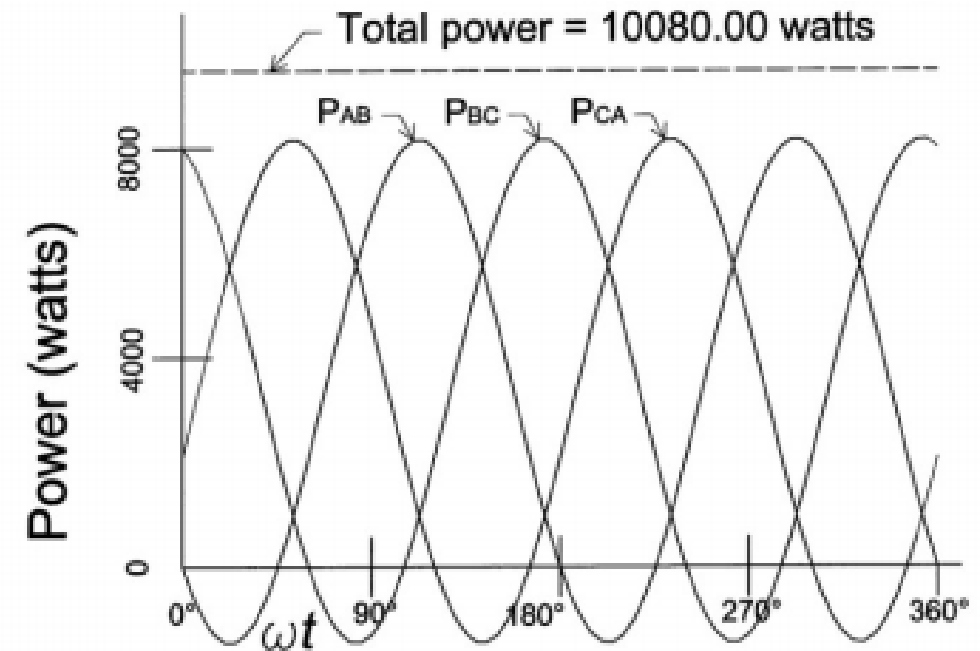 Total power = 10080.00 watts
PAB PBC PCA
8000
4000
0
Power (watts)
0° 90° 180° 270° 360°
ωt